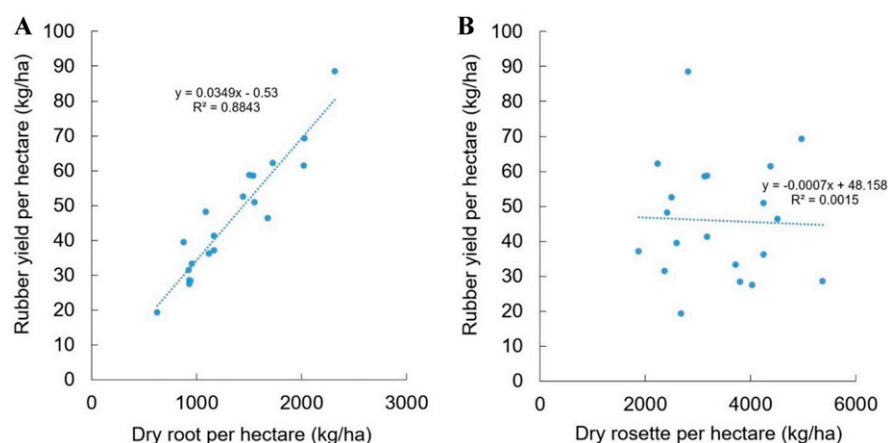 A
Rubber yield per hectare (kg/ha)
100
90
80
70
60
50
40
30
20
10
0
y = 0.0349x - 0.53
R² = 0.8843
0 1000 2000 3000
Dry root per hectare (kg/ha)
B
Rubber yield per hectare (kg/ha)
100
90
80
70
60
50
40
30
20
10
0
y = -0.0007x + 48.158
R² = 0.0015
0 2000 4000 6000
Dry rosette per hectare (kg/ha)